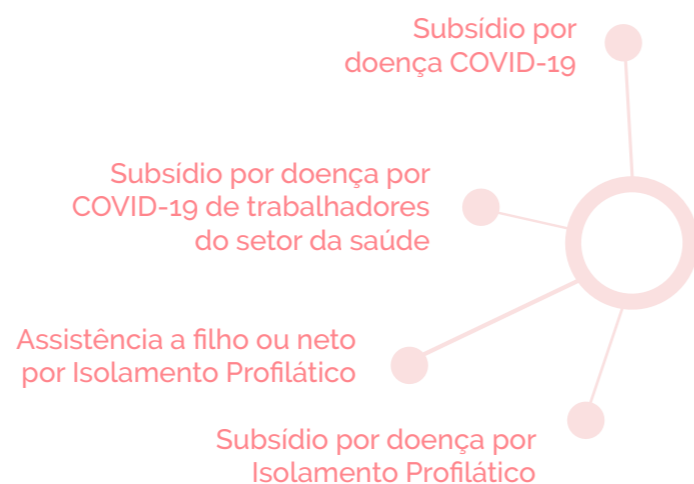 Subsídio por
doença COVID-19
Subsídio por doença por
COVID-19 de trabalhadores
do setor da saúde
Assistência a filho ou neto
por Isolamento Profilático
Subsídio por doença por
Isolamento Profilático